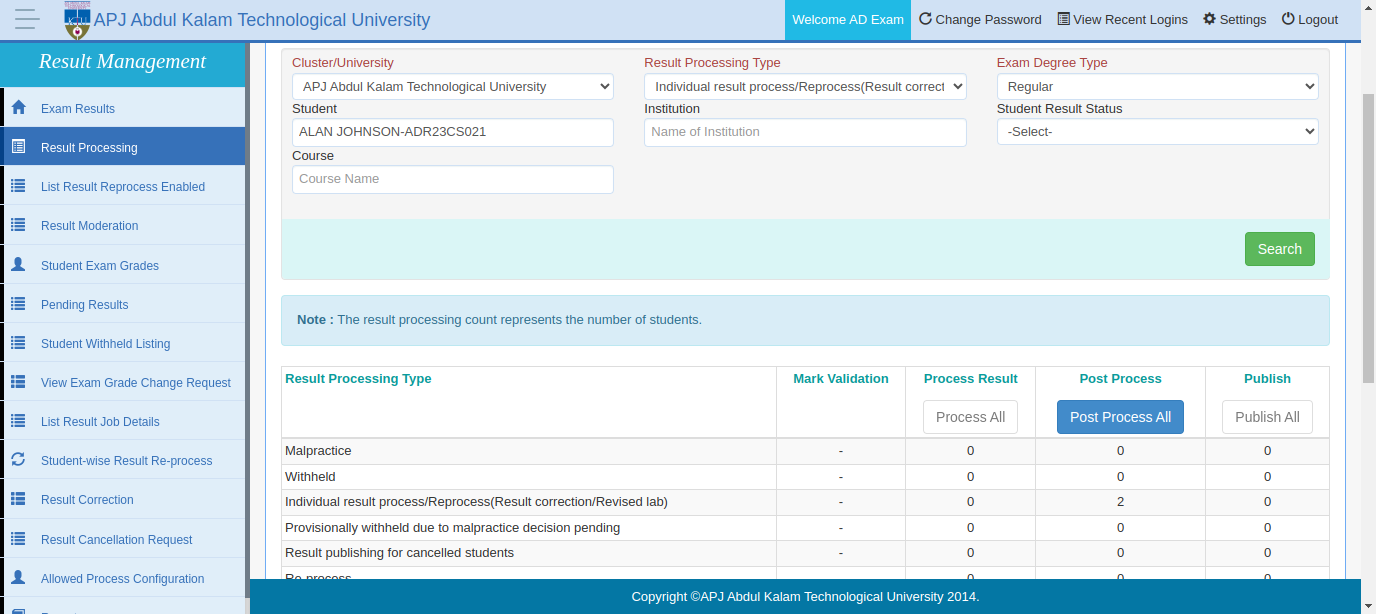 APJ Abdul Kalam Technological University
Welcome AD Exam
Change Password
View Recent Logins
Settings
Logout
Result Management
Exam Results
Result Processing
List Result Reprocess Enabled
Result Moderation
Student Exam Grades
Pending Results
Student Withheld Listing
View Exam Grade Change Request
List Result Job Details
Student-wise Result Re-process
Result Correction
Result Cancellation Request
Allowed Process Configuration
Cluster/University Result Processing Type Exam Degree Type
APJ Abdul Kalam Technological University Individual result process/Reprocess(Result correct Regular
Student Institution Student Result Status
ALAN JOHNSON-ADR23CS021 Name of Institution -Select-
Course
Course Name
Search
Note : The result processing count represents the number of students.
Result Processing Type Mark Validation Process Result Post Process Publish
Process All Post Process All Publish All
Malpractice - 0 0 0
Withheld - 0 0 0
Individual result process/Reprocess(Result correction/Revised lab) - 0 2 0
Provisionally withheld due to malpractice decision pending - 0 0 0
Result publishing for cancelled students - 0 0 0
Re-process 0 0 0
Copyright ©APJ Abdul Kalam Technological University 2014.